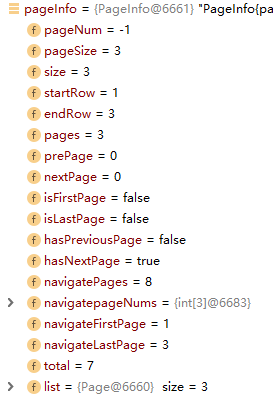 pageInfo = {PageInfo@6661} "PageInfo{pa
f pageNum = -1
f pageSize = 3
f size = 3
f startRow = 1
f endRow = 3
f pages = 3
f prePage = 0
f nextPage = 0
f isFirstPage = false
f isLastPage = false
f hasPreviousPage = false
f hasNextPage = true
f navigatePages = 8
f navigatepageNums = {int[3]@6683}
f navigateFirstPage = 1
f navigateLastPage = 3
f total = 7
f list = {Page@6660} size = 3